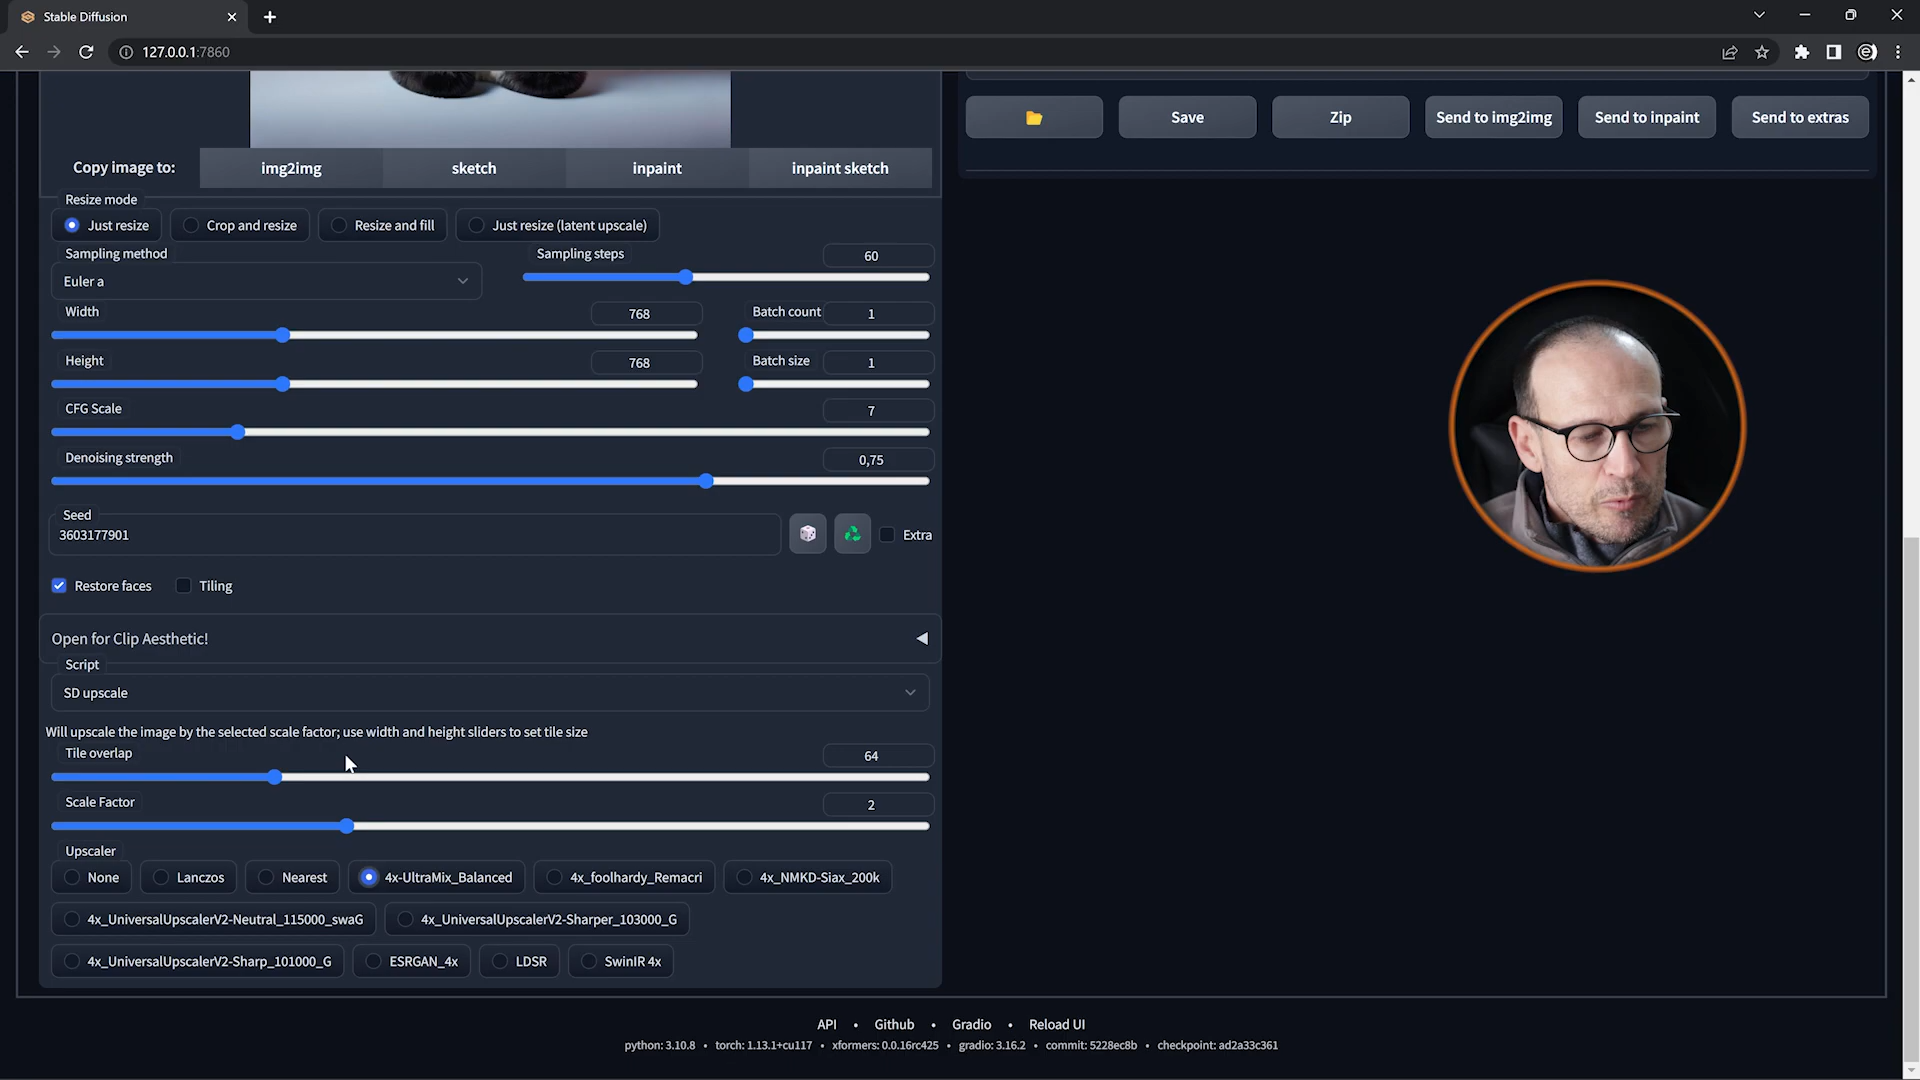 Stable Diffusion
127.0.0.1:7860
Save
Zip
Send to img2img
Send to inpaint
Send to extras
Copy image to:
img2img
sketch
inpaint
inpaint sketch
Resize mode
Just resize
Crop and resize
Resize and fill
Just resize (latent upscale)
Sampling method
Euler a
Sampling steps
60
Width
768
Batch count
1
Height
768
Batch size
1
CFG Scale
7
Denoising strength
0,75
Seed
3603177901
Extra
Restore faces
Tiling
Open for Clip Aesthetic!
Script
SD upscale
Will upscale the image by the selected scale factor; use width and height sliders to set tile size
Tile overlap
64
Scale Factor
2
Upscaler
None
Lanczos
Nearest
4x-UltraMix_Balanced
4x_foolhardy_Remacri
4x_NMKD-Siax_200k
4x_UniversalUpscalerV2-Neutral_115000_swaG
4x_UniversalUpscalerV2-Sharper_103000_G
4x_UniversalUpscalerV2-Sharp_101000_G
ESRGAN_4x
LDSR
SwinIR 4x
API • Github • Gradio • Reload UI
python: 3.10.8 • torch: 1.13.1+cu117 • xformers: 0.0.16rc425 • gradio: 3.16.2 • commit: 5228ec8b • checkpoint: ad2a33c361